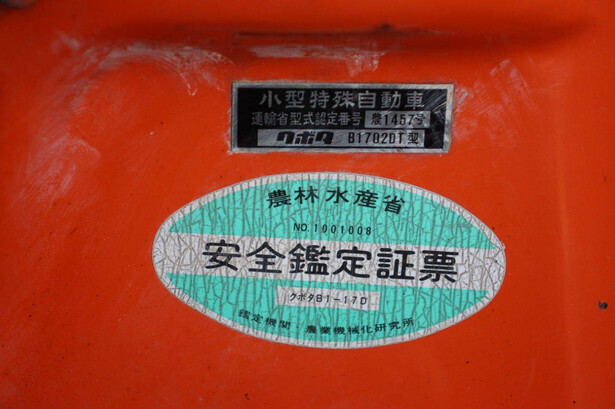 小型特殊自動車
運輸省型式認定番号 農1457号
クボタ B1702DT型
農林水産省
NO.1001008
安全鑑定証票
クボタB1-17D
鑑定機関・農業機械化研究所